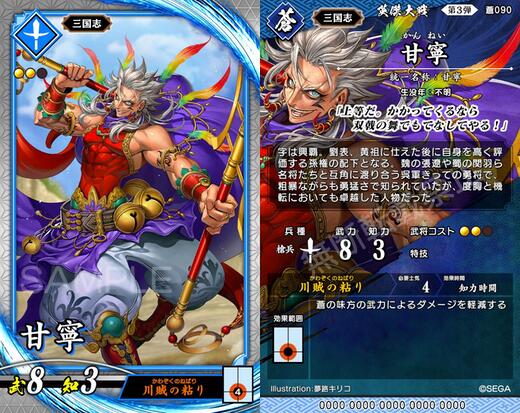 三国志
SAMPLE
甘寧
武8 知3
かわぞくのねばり
川賊の粘り
4
蒼
三国志
英傑大戦
第3弾
蒼090
かん ねい
甘寧
統一名称:甘寧
生没年:不明
「上等だ。かかってくるなら
双戟の舞でもてなしてやる!」
字は興覇。劉表、黄祖に仕えた後に自身を高く評
価する孫権の配下となる。魏の張遼や蜀の関羽ら
名将たちと互角に渡り合う呉軍きっての勇将で、
粗暴ながらも勇猛さで知られていたが、度胸と機
転においても卓越した人物だった。
兵種 武力 知力 武将コスト
槍兵 8 3 特技
かわぞくのねばり 必要士気 効果時間
川賊の粘り 4 知力時間
蒼の味方の武力によるダメージを軽減する
効果範囲
Illustration:夢路キリコ
©SEGA
0000 0000 0000 0000 0000